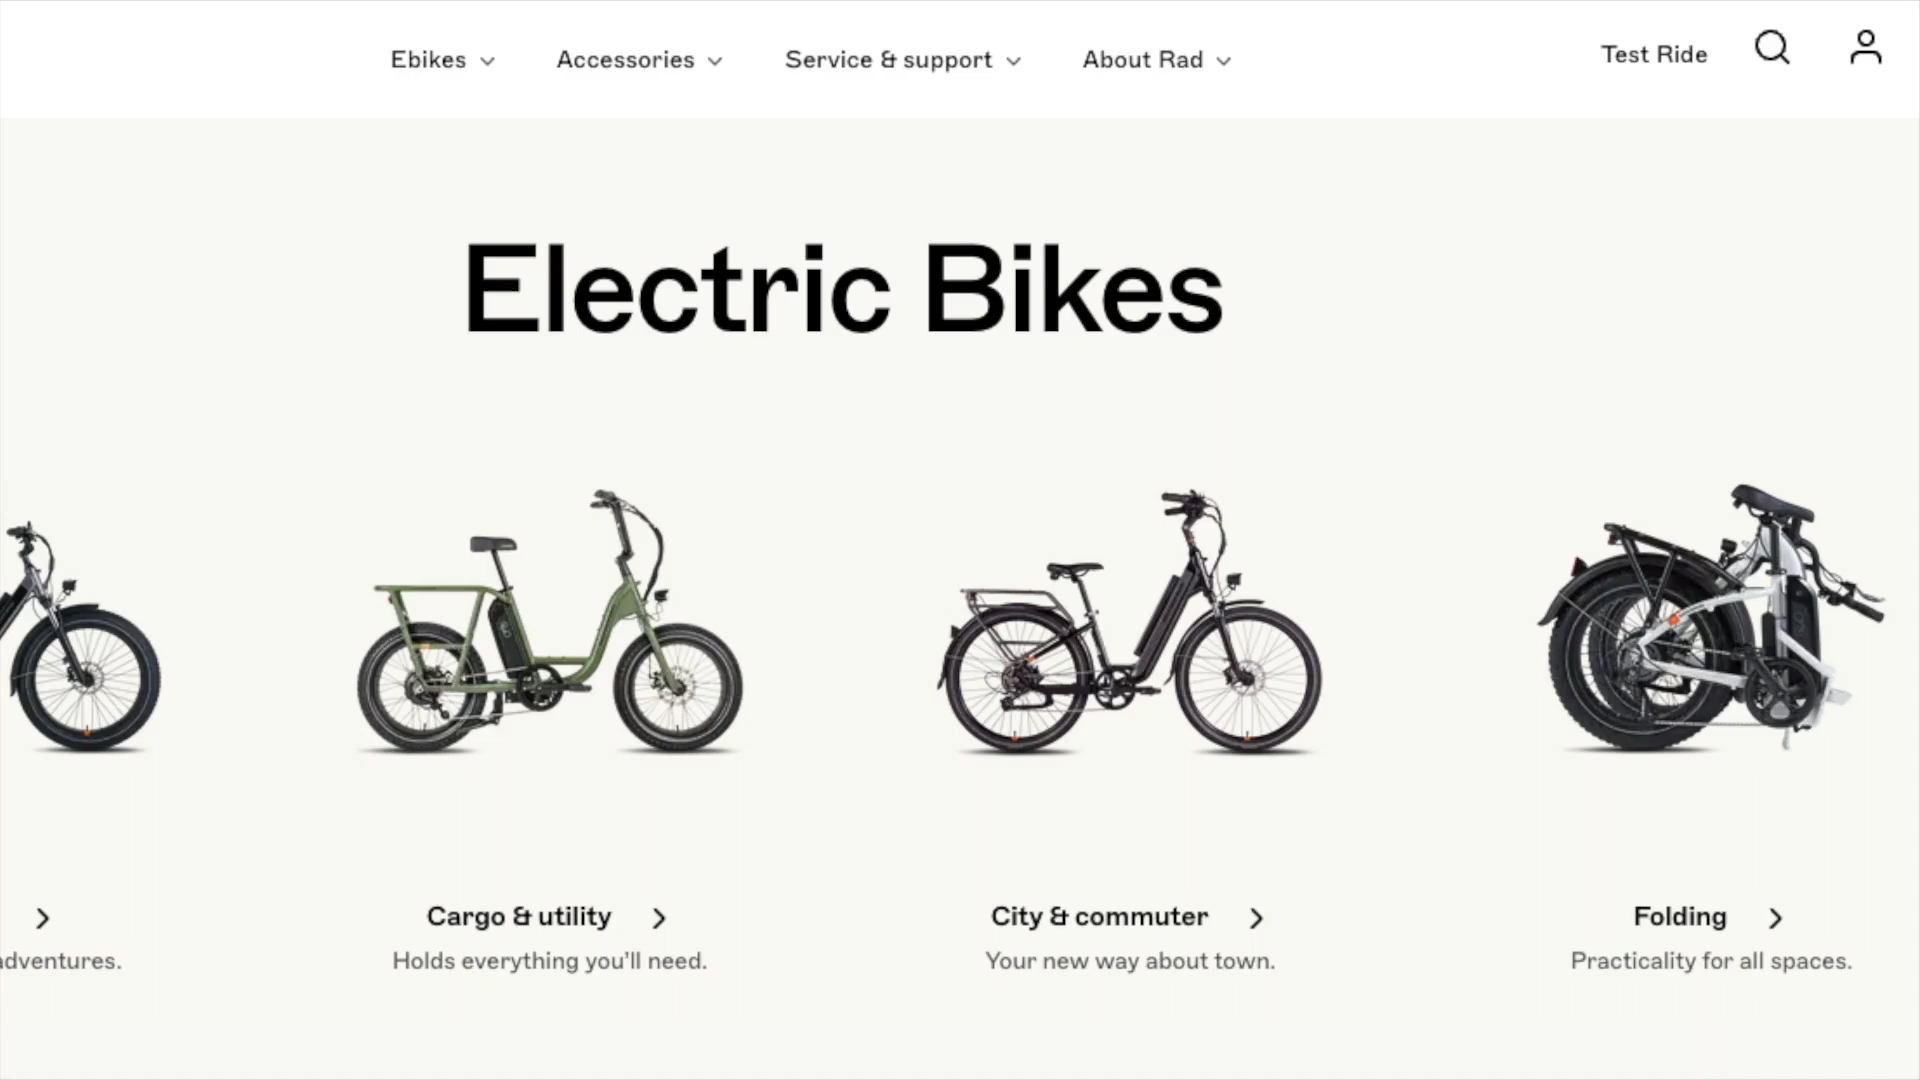 Ebikes
Accessories
Service & support
About Rad
Test Ride
Electric Bikes
Cargo & utility
City & commuter
Folding
adventures.
Holds everything you'll need.
Your new way about town.
Practicality for all spaces.